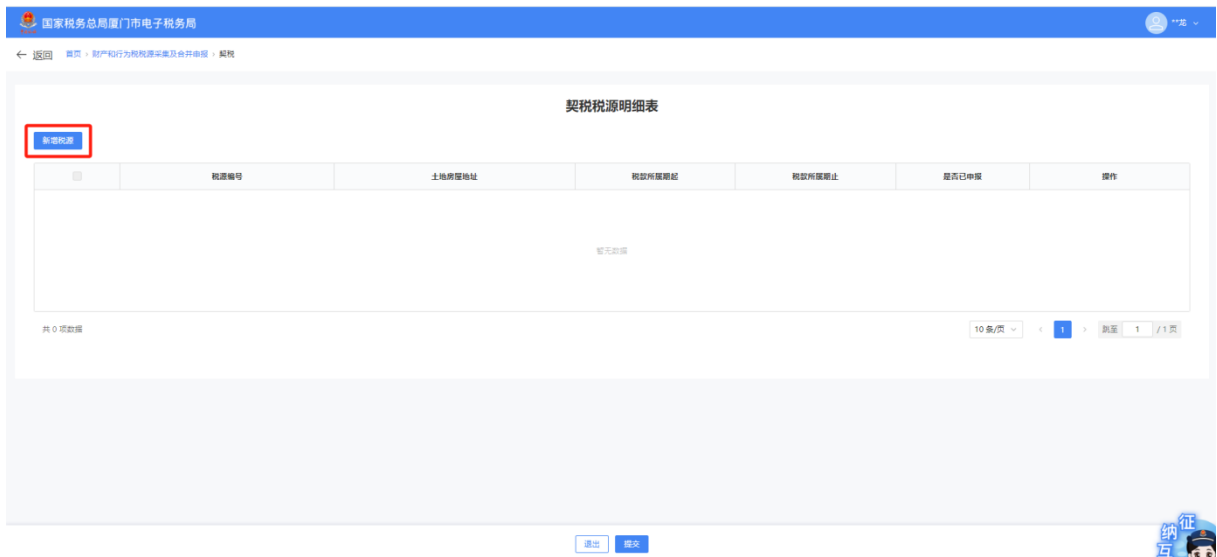 国家税务总局厦门市电子税务局
**龙
← 返回 首页 › 财产和行为税税源采集及合并申报 › 契税
契税税源明细表
新增税源
税源编号 土地房屋地址 税款所属期起 税款所属期止 是否已申报 操作
暂无数据
共 0 项数据 10 条/页 ‹ 1 › 跳至 1 / 1 页
征
纳
互
退出 提交